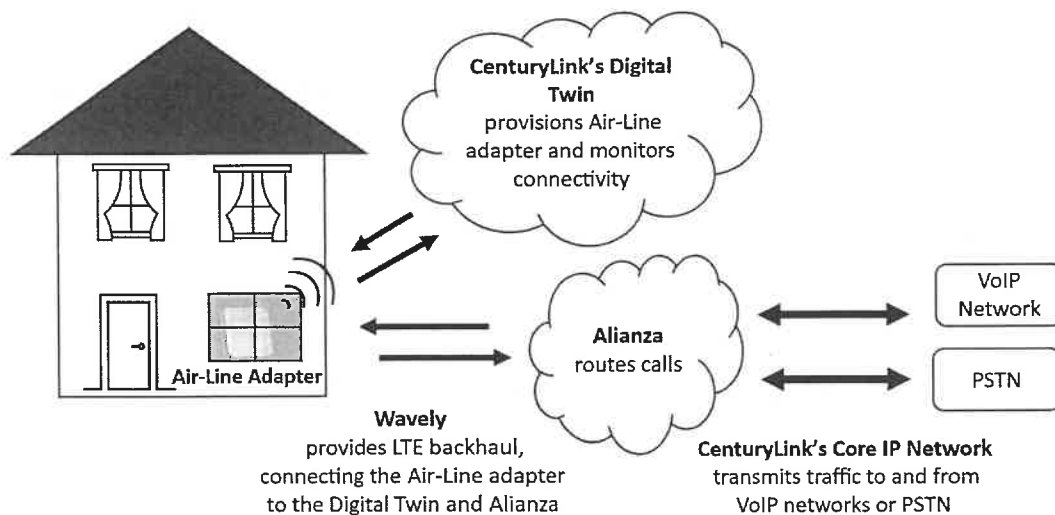 CenturyLink's Digital
Twin
provisions Air-Line
adapter and monitors
connectivity
VoIP
Network
Alianza
routes calls
PSTN
Air-Line Adapter
Wavely
provides LTE backhaul,
connecting the Air-Line adapter
to the Digital Twin and Alianza
CenturyLink's Core IP Network
transmits traffic to and from
VoIP networks or PSTN